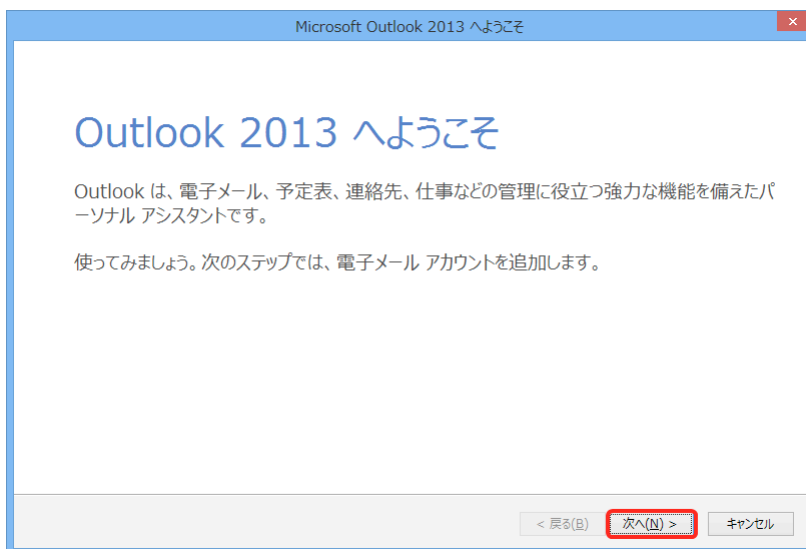 Microsoft Outlook 2013 へようこそ
Outlook 2013 へようこそ
Outlook は、電子メール、予定表、連絡先、仕事などの管理に役立つ強力な機能を備えたパ
ーソナル アシスタントです。
使ってみましょう。次のステップでは、電子メール アカウントを追加します。
< 戻る(B) 次へ(N) > キャンセル